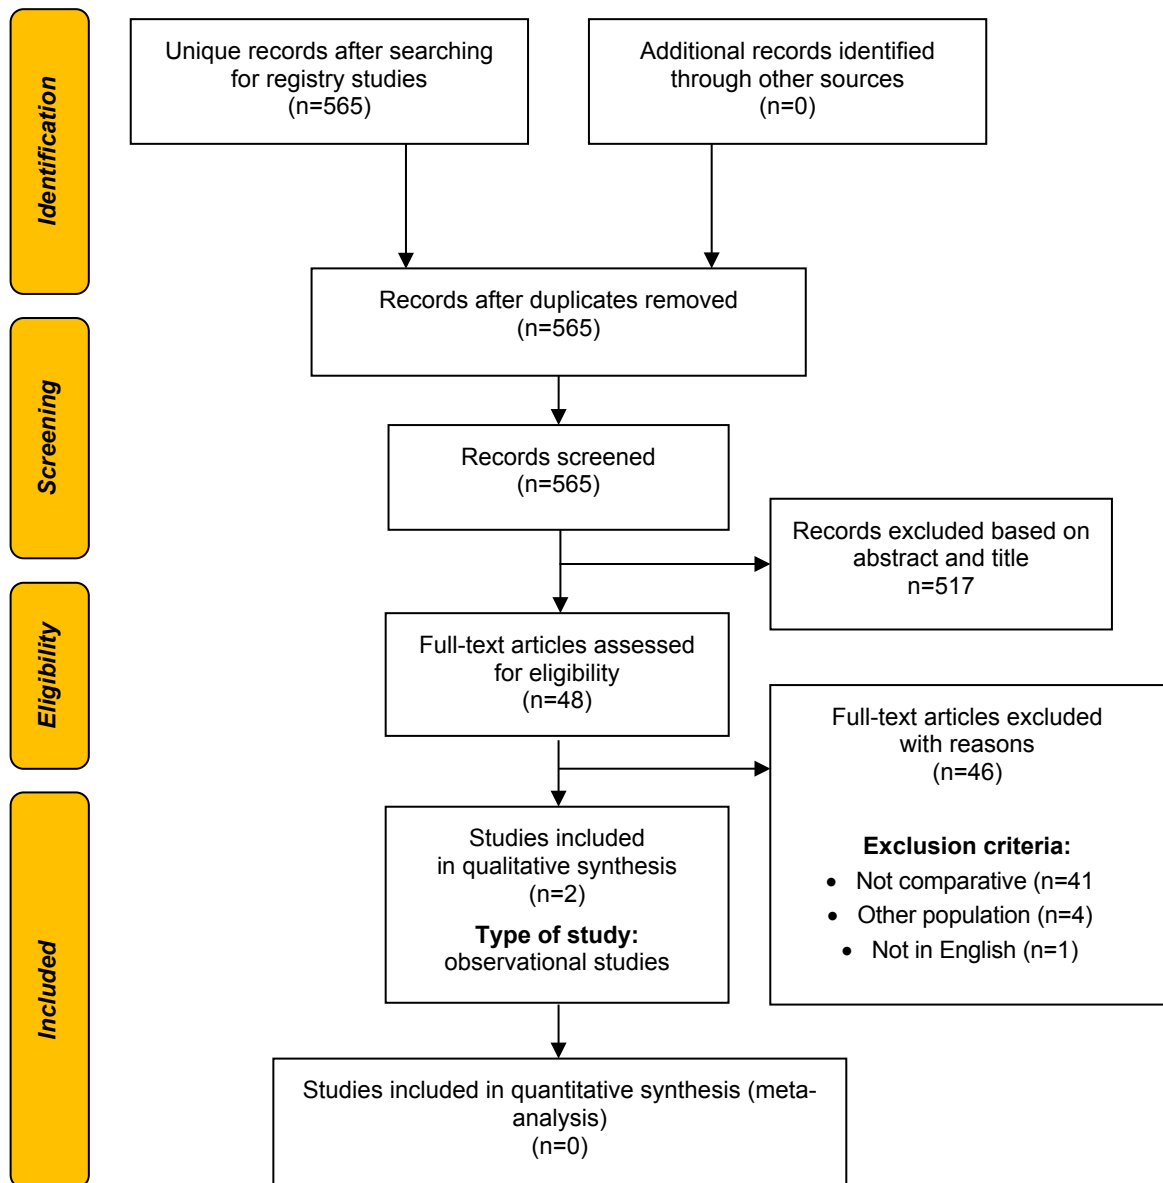 Identification
Unique records after searching
for registry studies
(n=565)
Additional records identified
through other sources
(n=0)
Records after duplicates removed
(n=565)
Screening
Records screened
(n=565)
Records excluded based on
abstract and title
n=517
Eligibility
Full-text articles assessed
for eligibility
(n=48)
Full-text articles excluded
with reasons
(n=46)
Exclusion criteria:
• Not comparative (n=41
• Other population (n=4)
• Not in English (n=1)
Included
Studies included
in qualitative synthesis
(n=2)
Type of study:
observational studies
Studies included in quantitative synthesis (meta-
analysis)
(n=0)